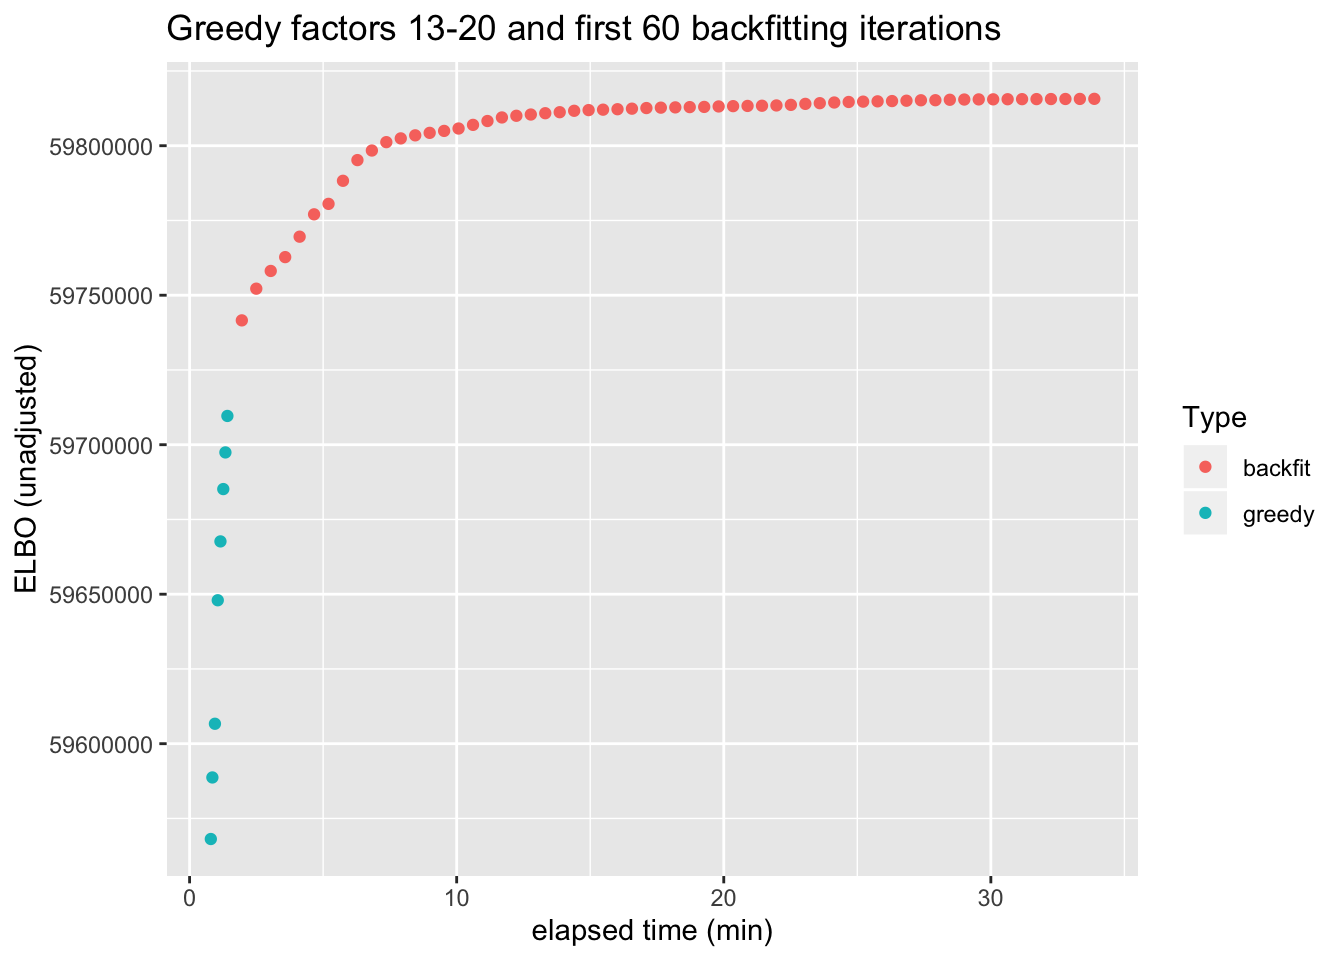 Greedy factors 13-20 and first 60 backfitting iterations
ELBO (unadjusted)
59800000
59750000
59700000
59650000
59600000
0
10
20
30
elapsed time (min)
Type
backfit
greedy